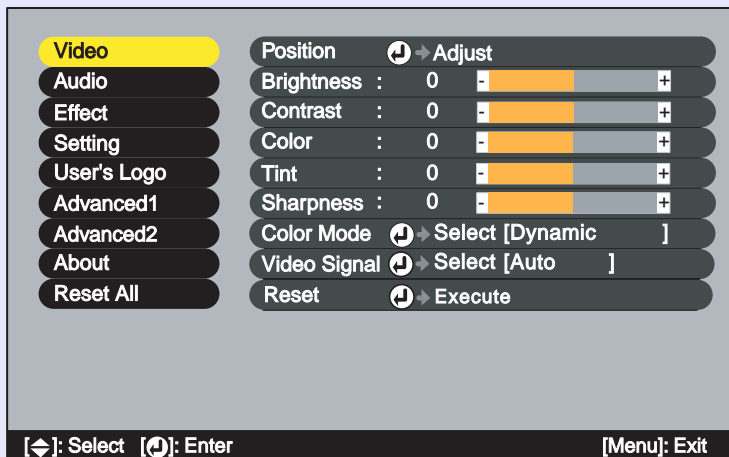 Video
Audio
Effect
Setting
User's Logo
Advanced1
Advanced2
About
Reset All
Position Adjust
Brightness : 0 - +
Contrast : 0 - +
Color : 0 - +
Tint : 0 - +
Sharpness : 0 - +
Color Mode Select [Dynamic ]
Video Signal Select [Auto ]
Reset Execute
[ ]: Select [ ]: Enter [Menu]: Exit